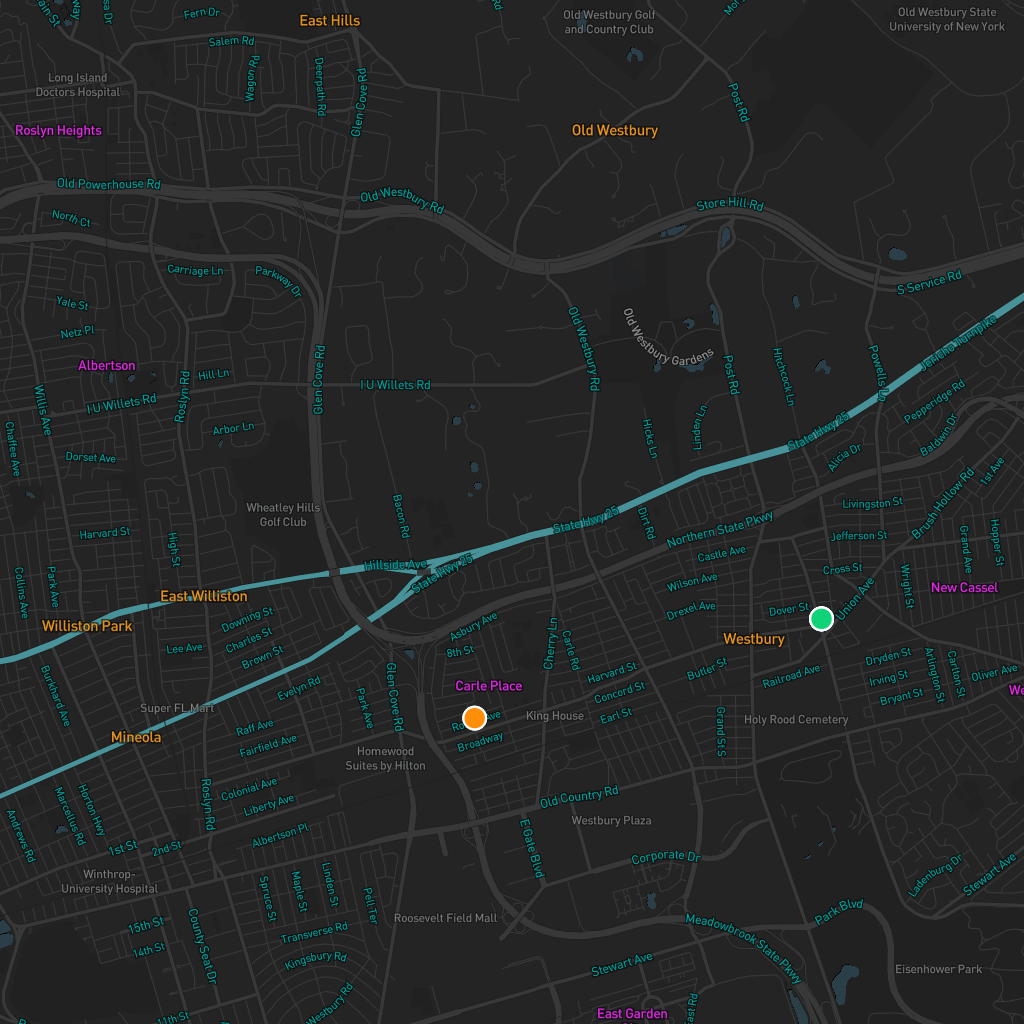 Fern Dr
East Hills
Old Westbury Golf
and Country Club
Old Westbury State
University of New York
Salem Rd
Wagon Rd
Deerpath Rd
Glen Cove Rd
Long Island
Doctors Hospital
Post Rd
Roslyn Heights
Old Westbury
Old Powerhouse Rd
Old Westbury Rd
Store Hill Rd
North Ct
Carriage Ln
Parkway Dr
S Service Rd
Yale St
Netz Pl
Old Westbury Rd
Old Westbury Gardens
Jericho Turnpike
Albertson
Hill Ln
Glen Cove Rd
I U Willets Rd
Post Rd
Hitchcock Ln
Powells Ln
Wills Ave
I U Willets Rd
Roslyn Rd
Pepperidge Rd
Chaffee Ave
Arbor Ln
Hicks Ln
Linden Ln
State Hwy 25
Baldwin Dr
Dorset Ave
Alicia Dr
1st Ave
Wheatley Hills
Golf Club
Bacon Rd
State Hwy 25
Dirt Rd
Livingston St
Brush Hollow Rd
Harvard St
High St
Northern State Pkwy
Jefferson St
Grand Ave
Hopper St
Castle Ave
Hillside Ave
State Hwy 25
Collins Ave
Park Ave
Wilson Ave
Cross St
Wright St
New Cassel
East Williston
Drexel Ave
Dover St
Union Ave
Williston Park
Downing St
Charles St
Asbury Ave
Westbury
Lee Ave
Brown St
8th St
Cherry Ln
Carle Rd
Butler St
Railroad Ave
Dryden St
Arlington St
Carlton St
Oliver Ave
Irving St
Bryant St
Burkhard Ave
Evelyn Rd
Park Ave
Glen Cove Rd
Carle Place
Harvard St
Concord St
Super FL Mart
Raff Ave
King House
Earl St
Grand St S
Holy Rood Cemetery
Mineola
Fairfield Ave
Broadway
Homewood
Suites by Hilton
Colonial Ave
Liberty Ave
Roslyn Rd
Old Country Rd
Marcellus Rd
Horton Hwy
Andrews Rd
Albertson Pl
Westbury Plaza
1st St
2nd St
E Gate Blvd
Corporate Dr
Winthrop-
University Hospital
Spruce St
Maple St
Linden St
Pell Ter
Ladenburg Dr
Stewart Ave
Roosevelt Field Mall
Park Blvd
15th St
14th St
County Seat Dr
Transverse Rd
Kingsbury Rd
Meadowbrook State Pkwy
Stewart Ave
Eisenhower Park
Westbury Rd
11th St
East Garden